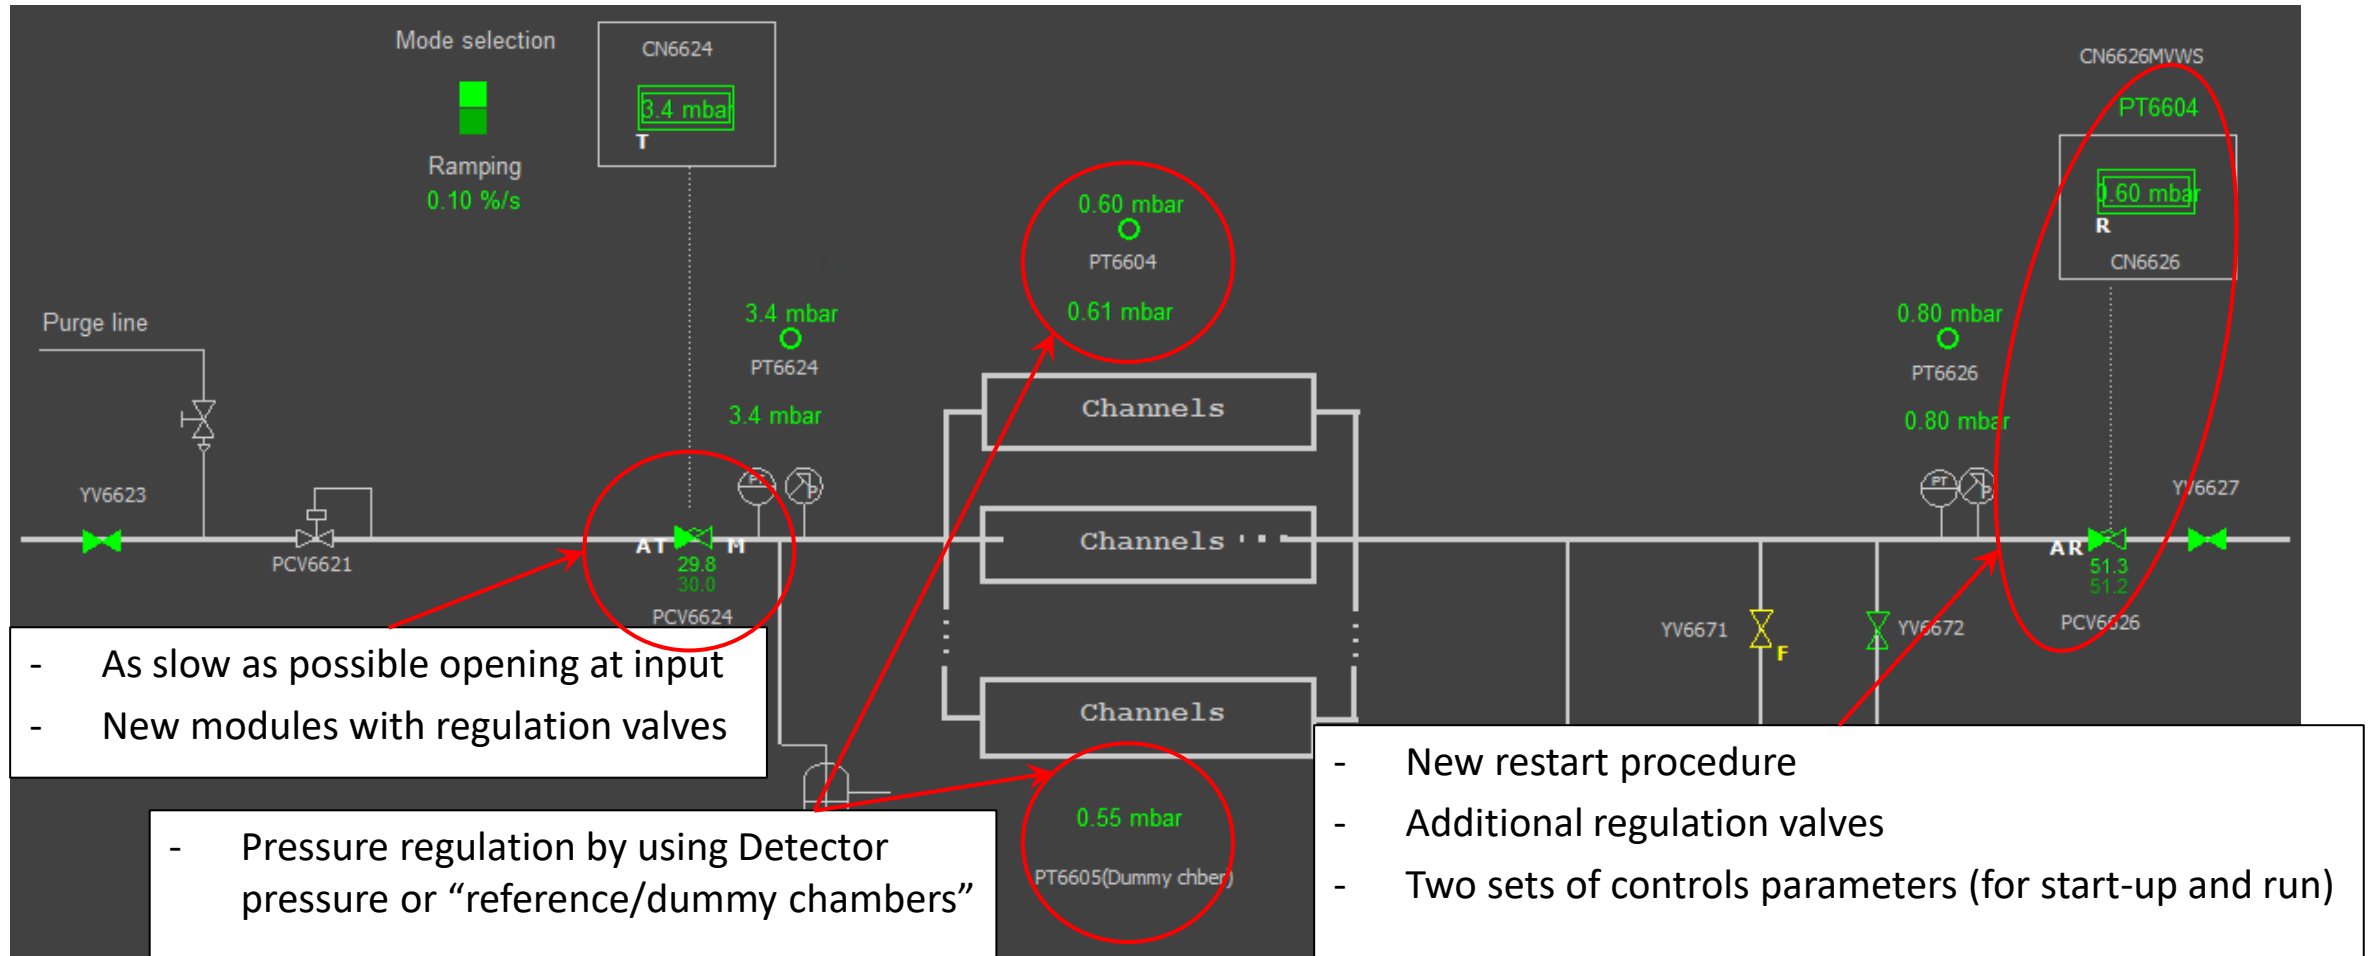 Mode selection
CN6624
3.4 mbar
T
Ramping
0.10 %/s
CN6626MVWS
PT6604
0.60 mbar
R
CN6626
0.60 mbar
PT6604
0.61 mbar
Purge line
3.4 mbar
PT6624
3.4 mbar
0.80 mbar
PT6626
0.80 mbar
Channels
YV6623
PT
P
PT
P
YV6627
PCV6621
AT
M
29.8
30.0
PCV6624
Channels
AR
51.3
51.2
PCV6626
YV6671
F
YV6672
Channels
- As slow as possible opening at input
- New modules with regulation valves
- Pressure regulation by using Detector
pressure or “reference/dummy chambers”
0.55 mbar
PT6605(Dummy chber)
- New restart procedure
- Additional regulation valves
- Two sets of controls parameters (for start-up and run)